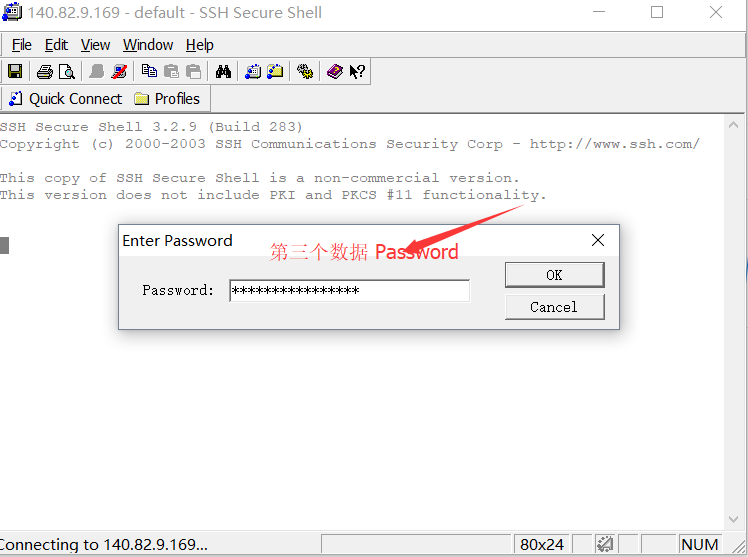 140.82.9.169 - default - SSH Secure Shell
File Edit View Window Help
Quick Connect Profiles
SSH Secure Shell 3.2.9 (Build 283)
Copyright (c) 2000-2003 SSH Communications Security Corp - http://www.ssh.com/
This copy of SSH Secure Shell is a non-commercial version.
This version does not include PKI and PKCS #11 functionality.
Enter Password
第三个数据 Password
Password: ****************
OK
Cancel
Connecting to 140.82.9.169...
80x24
NUM